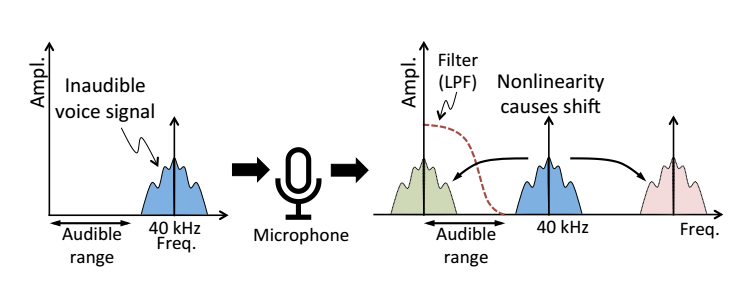 Ampl.
Inaudible
voice signal
Audible
range
40 kHz
Freq.
Microphone
Ampl.
Filter
(LPF)
Nonlinearity
causes shift
Audible
range
40 kHz
Freq.